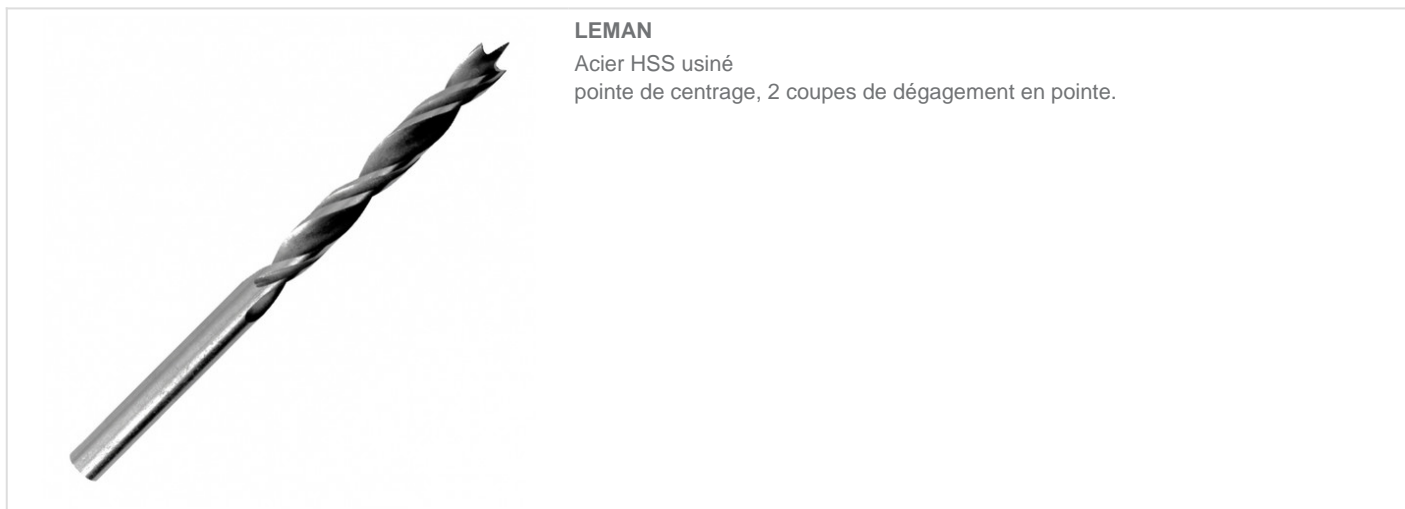 LEMAN
Acier HSS usiné
pointe de centrage, 2 coupes de dégagement en pointe.